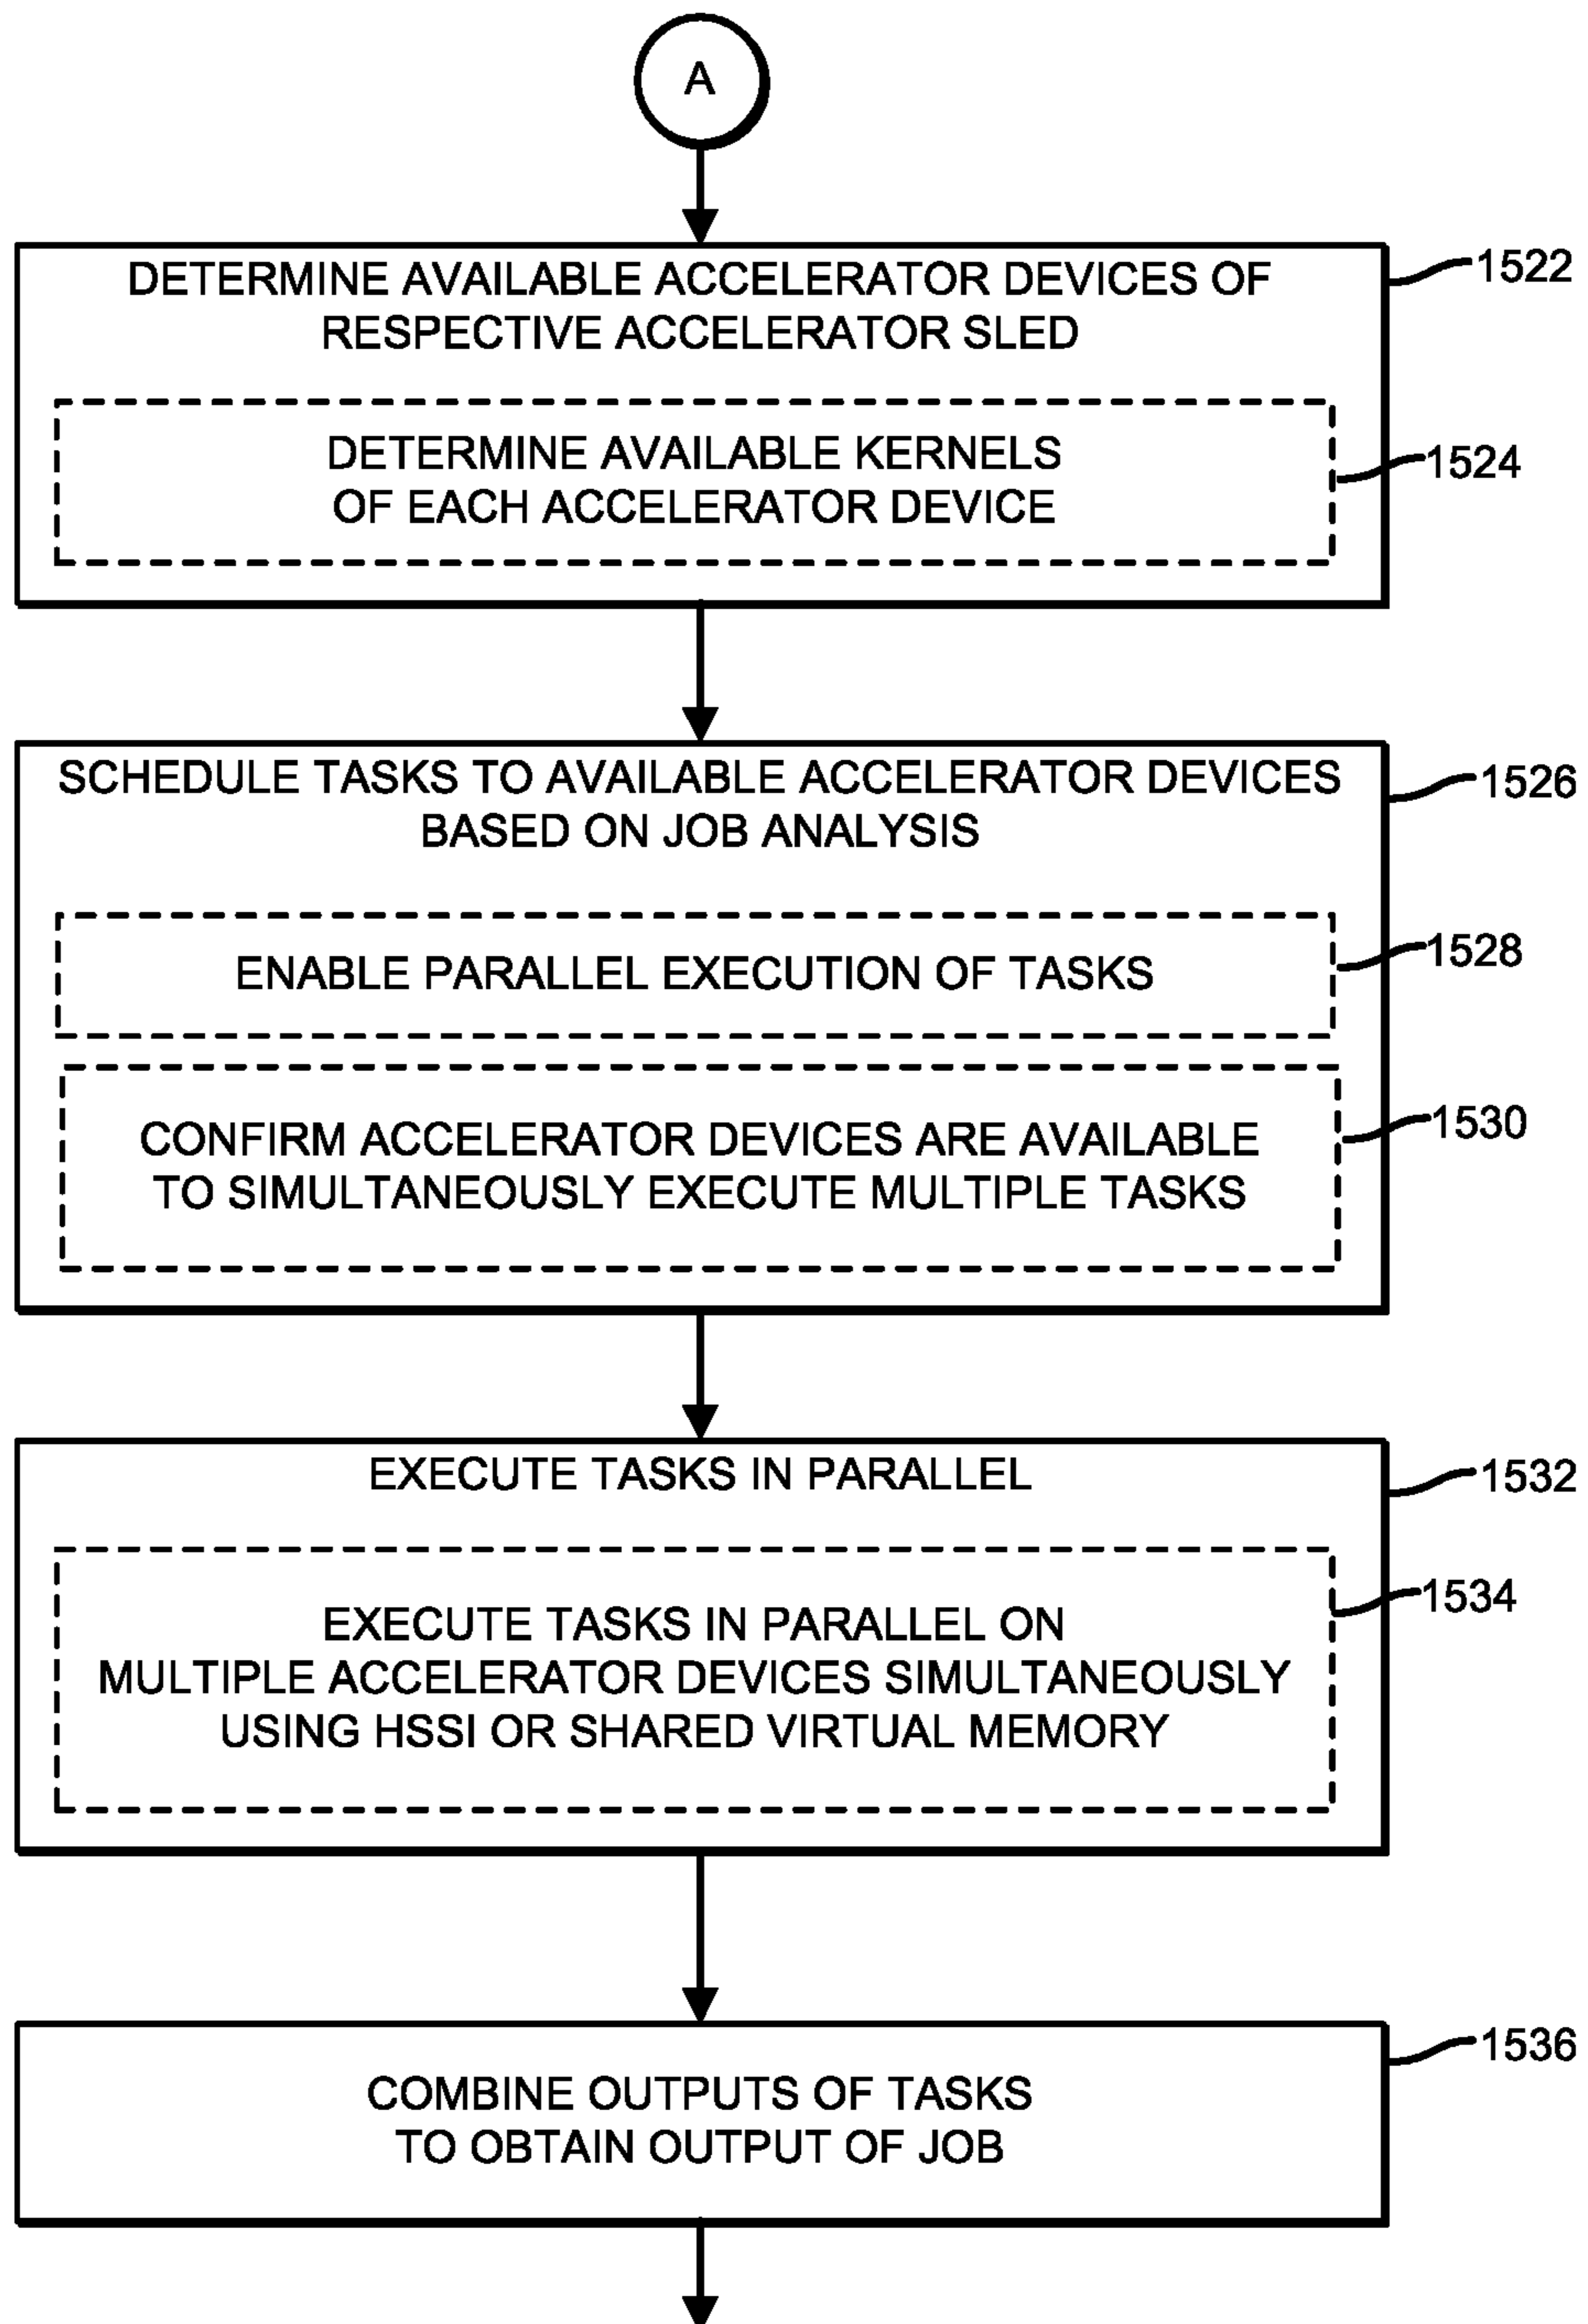 A
DETERMINE AVAILABLE ACCELERATOR DEVICES OF
RESPECTIVE ACCELERATOR SLED
1522
DETERMINE AVAILABLE KERNELS
OF EACH ACCELERATOR DEVICE
1524
SCHEDULE TASKS TO AVAILABLE ACCELERATOR DEVICES
BASED ON JOB ANALYSIS
1526
ENABLE PARALLEL EXECUTION OF TASKS
1528
CONFIRM ACCELERATOR DEVICES ARE AVAILABLE
TO SIMULTANEOUSLY EXECUTE MULTIPLE TASKS
1530
EXECUTE TASKS IN PARALLEL
1532
EXECUTE TASKS IN PARALLEL ON
MULTIPLE ACCELERATOR DEVICES SIMULTANEOUSLY
USING HSSI OR SHARED VIRTUAL MEMORY
1534
COMBINE OUTPUTS OF TASKS
TO OBTAIN OUTPUT OF JOB
1536